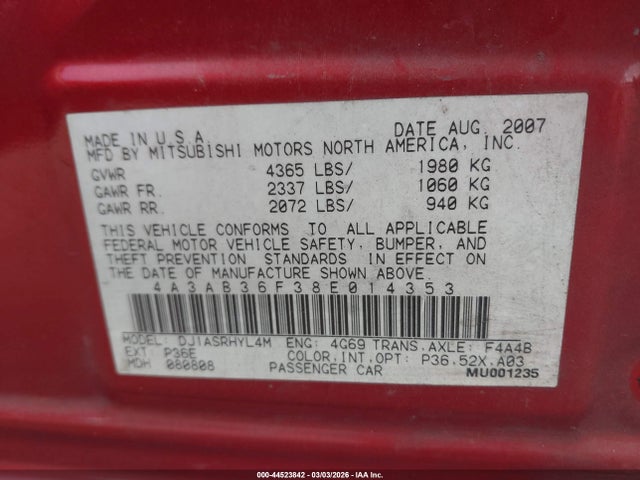 MADE IN U.S.A. DATE AUG. 2007
MFD BY MITSUBISHI MOTORS NORTH AMERICA, INC.
GVWR 4365 LBS/ 1980 KG
GAWR FR. 2337 LBS/ 1060 KG
GAWR RR. 2072 LBS/ 940 KG
THIS VEHICLE CONFORMS TO ALL APPLICABLE
FEDERAL MOTOR VEHICLE SAFETY, BUMPER, AND
THEFT PREVENTION STANDARDS IN EFFECT ON
THE DATE OF MANUFACTURE SHOWN ABOVE.
4A3AB36F38E014353
MODEL: DJ1ASRHYL4M ENG: 4G69 TRANS.AXLE: F4A4B
EXT P36E COLOR,INT,OPT: P36.52X.A03
MDH 080808 PASSENGER CAR MU001235
000-44523842 - 03/03/2026 - IAA Inc.